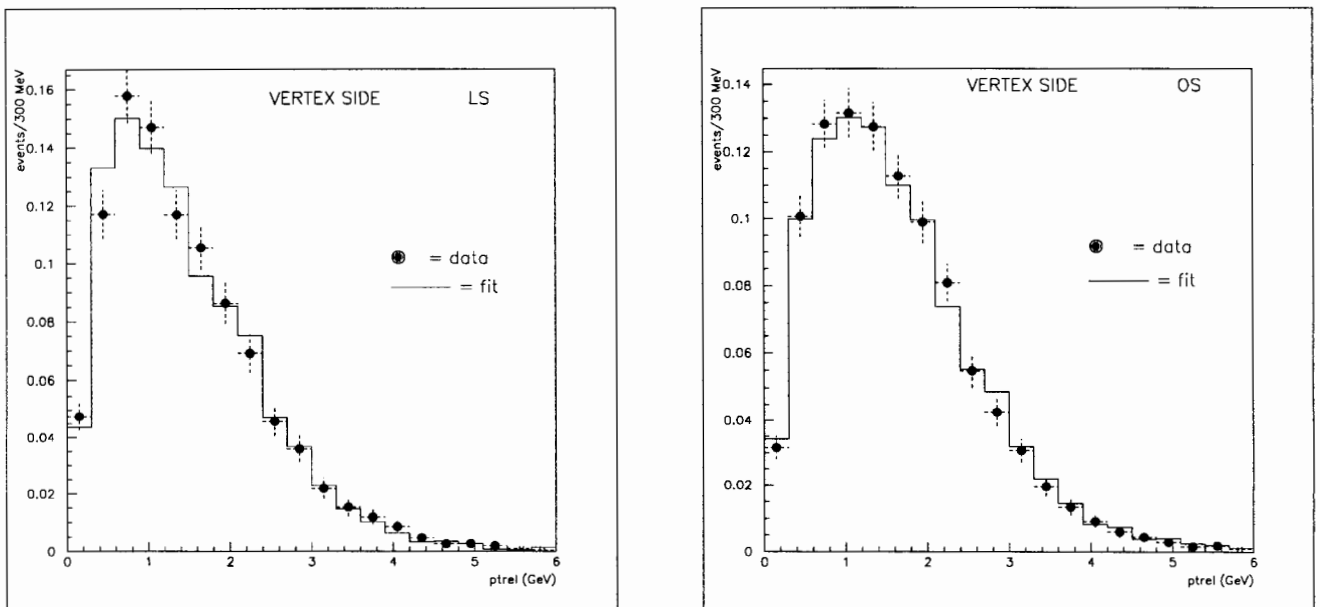 events/300 MeV
0.16
0.14
0.12
0.1
0.08
0.06
0.04
0.02
0
VERTEX SIDE LS
= data
= fit
0 1 2 3 4 5 6
ptrel (GeV)
events/300 MeV
0.14
0.12
0.1
0.08
0.06
0.04
0.02
0
VERTEX SIDE OS
= data
= fit
0 1 2 3 4 5 6
ptrel (GeV)